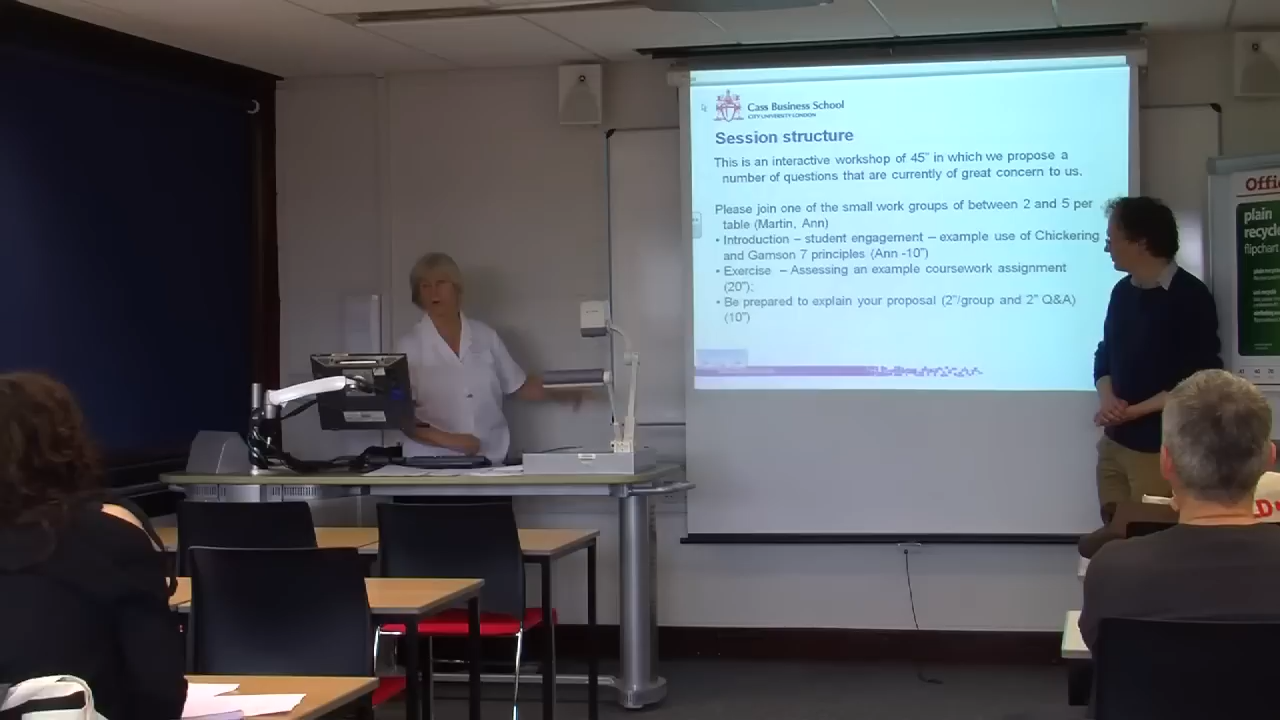 Cass Business School
CITY UNIVERSITY LONDON
Session structure
This is an interactive workshop of 45" in which we propose a
number of questions that are currently of great concern to us.
Please join one of the small work groups of between 2 and 5 per
table (Martin, Ann)
• Introduction – student engagement – example use of Chickering
and Gamson 7 principles (Ann -10")
• Exercise – Assessing an example coursework assignment
(20");
• Be prepared to explain your proposal (2"/group and 2" Q&A)
(10")
Offi
plain
recycle
flipchart